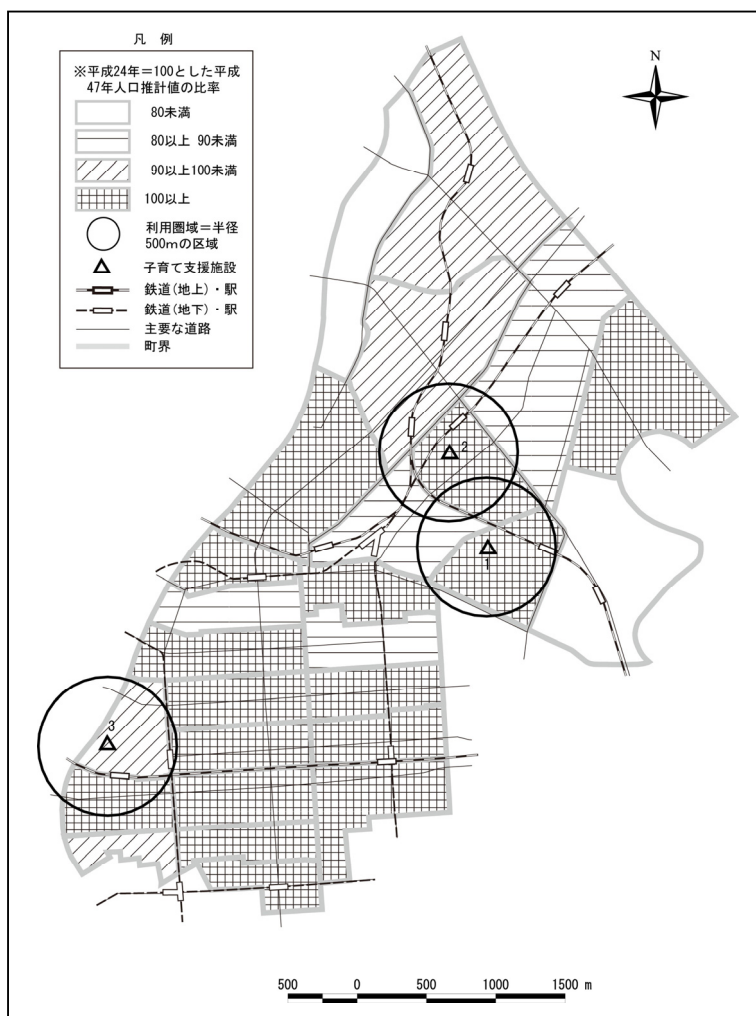 凡 例
※平成24年＝100とした平成
47年人口推計値の比率
80未満
80以上 90未満
90以上100未満
100以上
利用圏域＝半径
500mの区域
子育て支援施設
鉄道(地上)・駅
鉄道(地下)・駅
主要な道路
町界
N
2
1
3
500 0 500 1000 1500 m